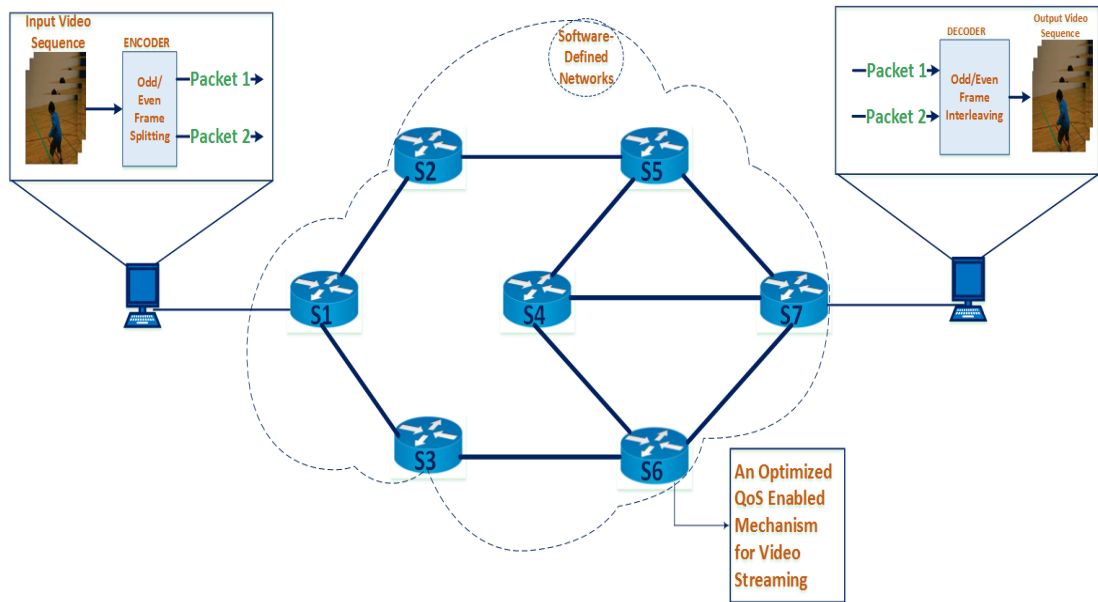 Input Video
Sequence
ENCODER
Odd/
Even
Frame
Splitting
Packet 1
Packet 2
Software-
Defined
Networks
DECODER
Packet 1
Packet 2
Odd/Even
Frame
Interleaving
Output Video
Sequence
S2
S5
S1
S4
S7
S3
S6
An Optimized
QoS Enabled
Mechanism
for Video
Streaming